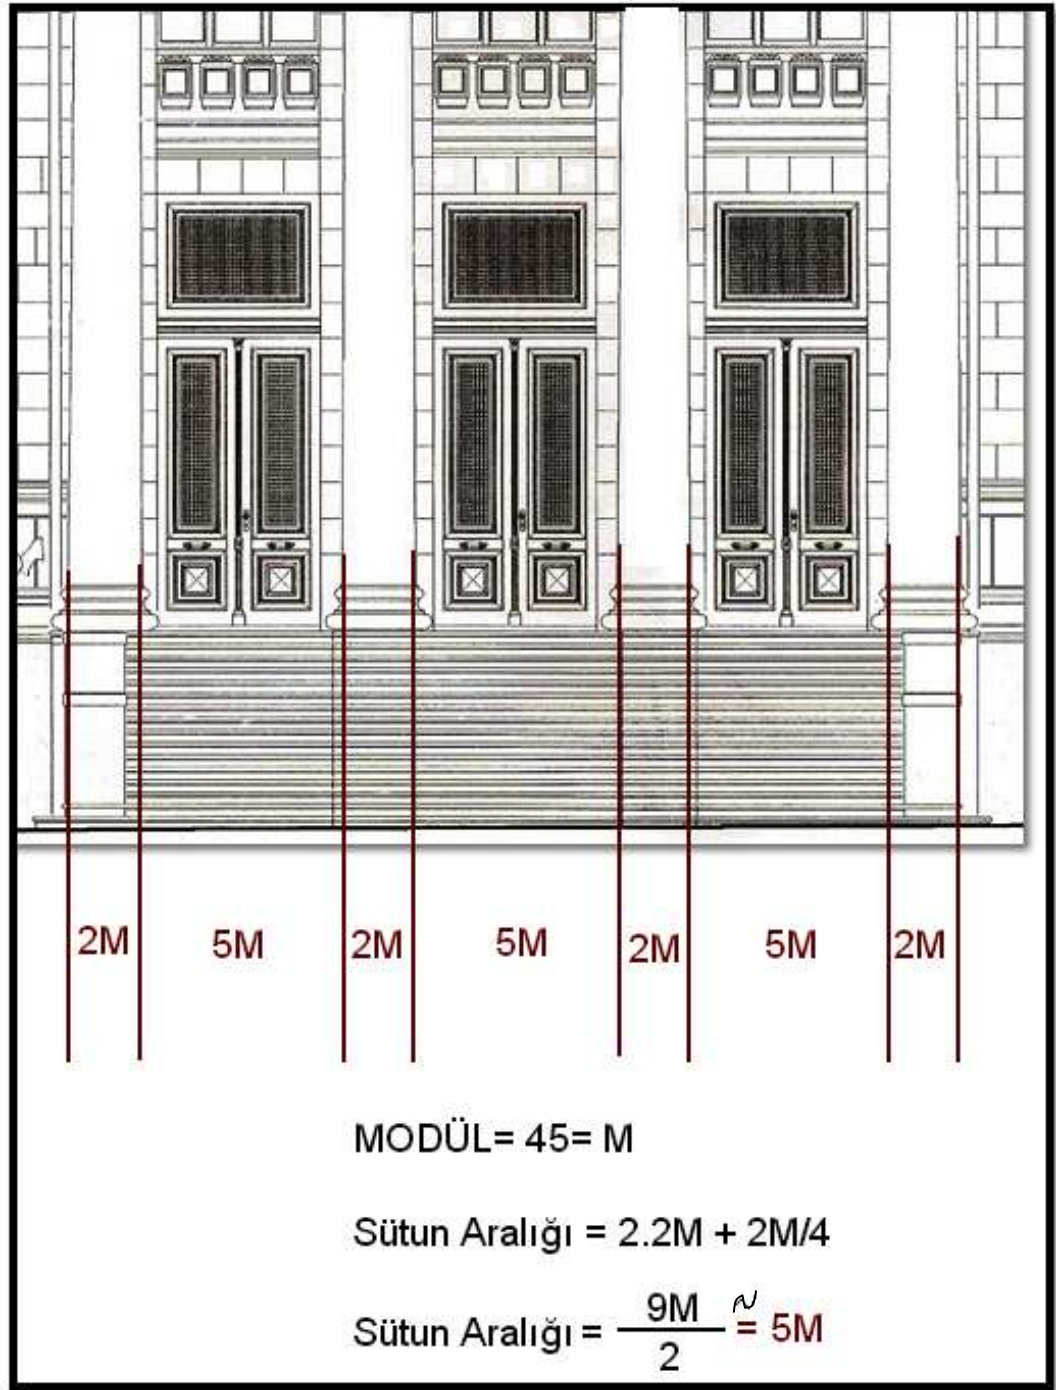 2M 5M 2M 5M 2M 5M 2M
MODÜL= 45= M
Sütun Aralığı = 2.2M + 2M/4
Sütun Aralığı = 9M/2 ≅ 5M